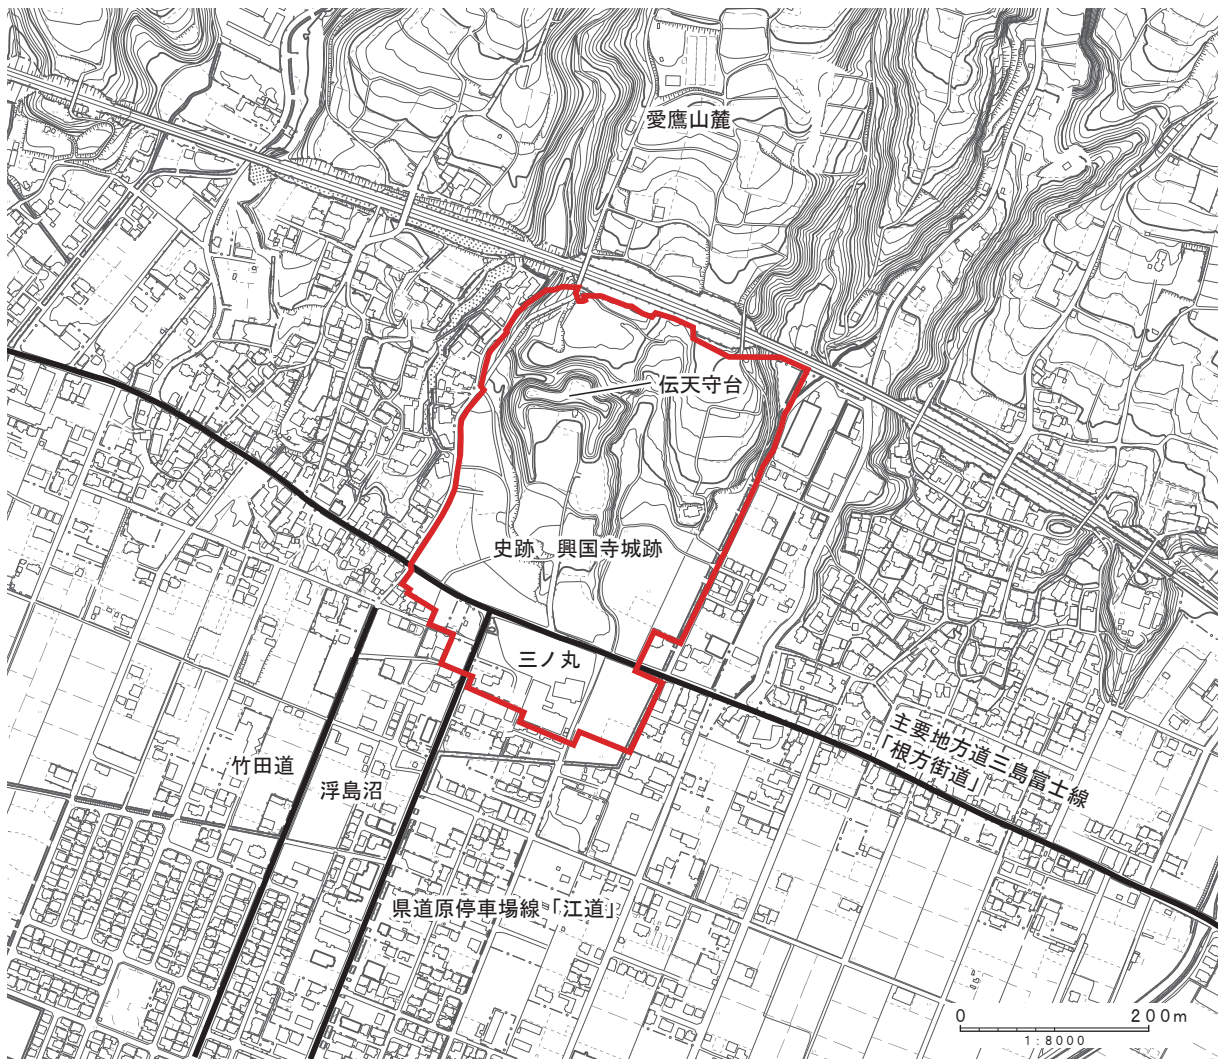 愛鷹山麓
伝天守台
史跡　興国寺城跡
三ノ丸
主要地方道三島富士線
「根方街道」
竹田道
浮島沼
県道原停車場線「江道」
0 200m
1:8000